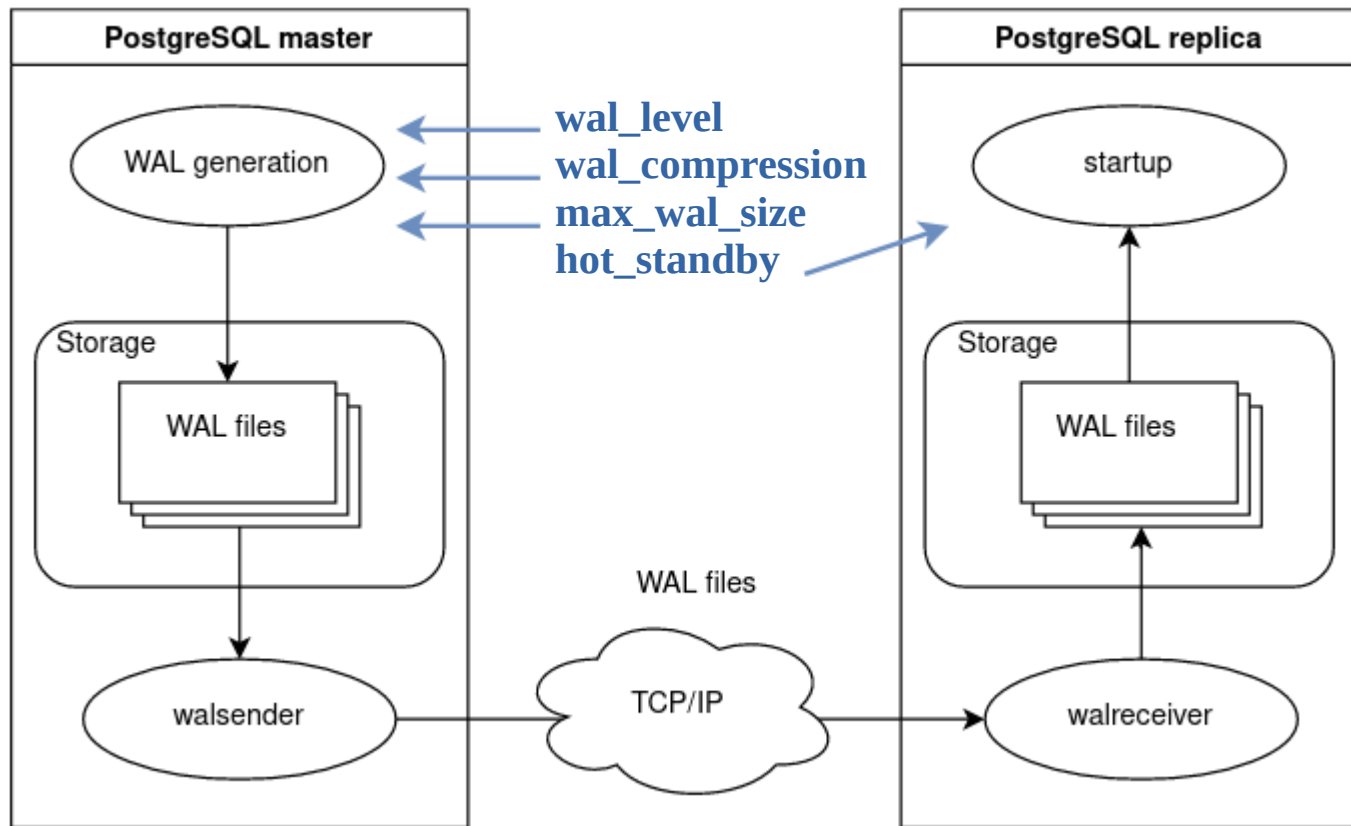 PostgreSQL master
PostgreSQL replica
WAL generation
wal_level
wal_compression
max_wal_size
hot_standby
startup
Storage
WAL files
Storage
WAL files
WAL files
walsender
TCP/IP
walreceiver